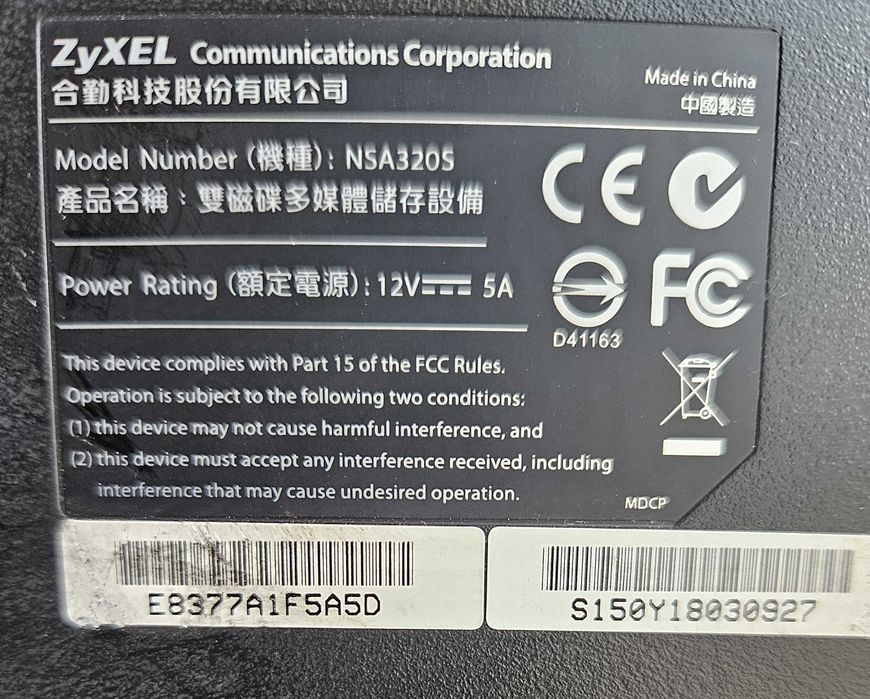 ZyXEL Communications Corporation
合勤科技股份有限公司
Made in China
中國製造
Model Number (機種): NSA320S
產品名稱：雙磁碟多媒體儲存設備
Power Rating (額定電源): 12V⎓ 5A
CE
FC
D41163
This device complies with Part 15 of the FCC Rules.
Operation is subject to the following two conditions:
(1) this device may not cause harmful interference, and
(2) this device must accept any interference received, including
interference that may cause undesired operation.
MDCP
E8377A1F5A5D
S150Y18030927